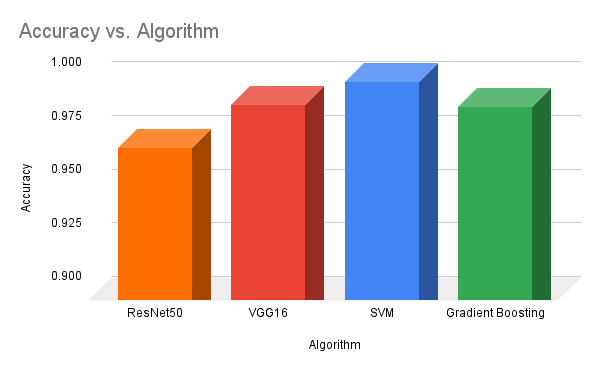 Accuracy vs. Algorithm
1.000
0.975
0.950
0.925
0.900
Accuracy
ResNet50
VGG16
SVM
Gradient Boosting
Algorithm